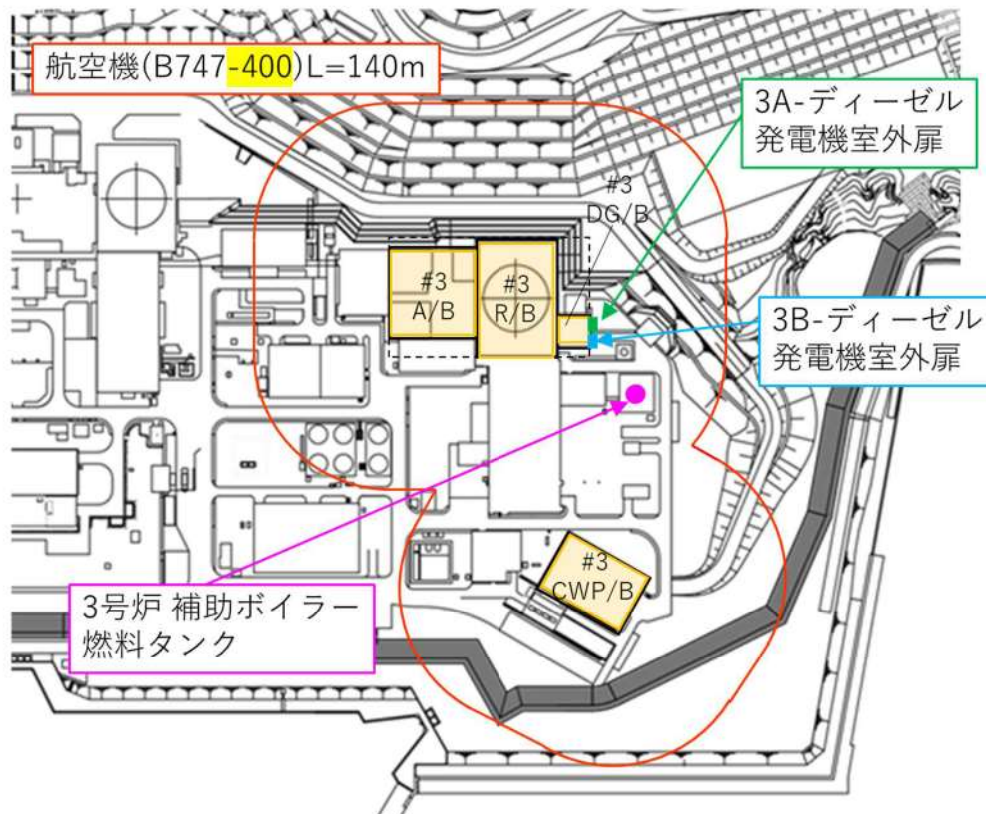 航空機(B747-400)L=140m
3A-ディーゼル
発電機室外扉
#3
DG/B
#3
A/B
#3
R/B
3B-ディーゼル
発電機室外扉
#3
CWP/B
3号炉 補助ボイラー
燃料タンク